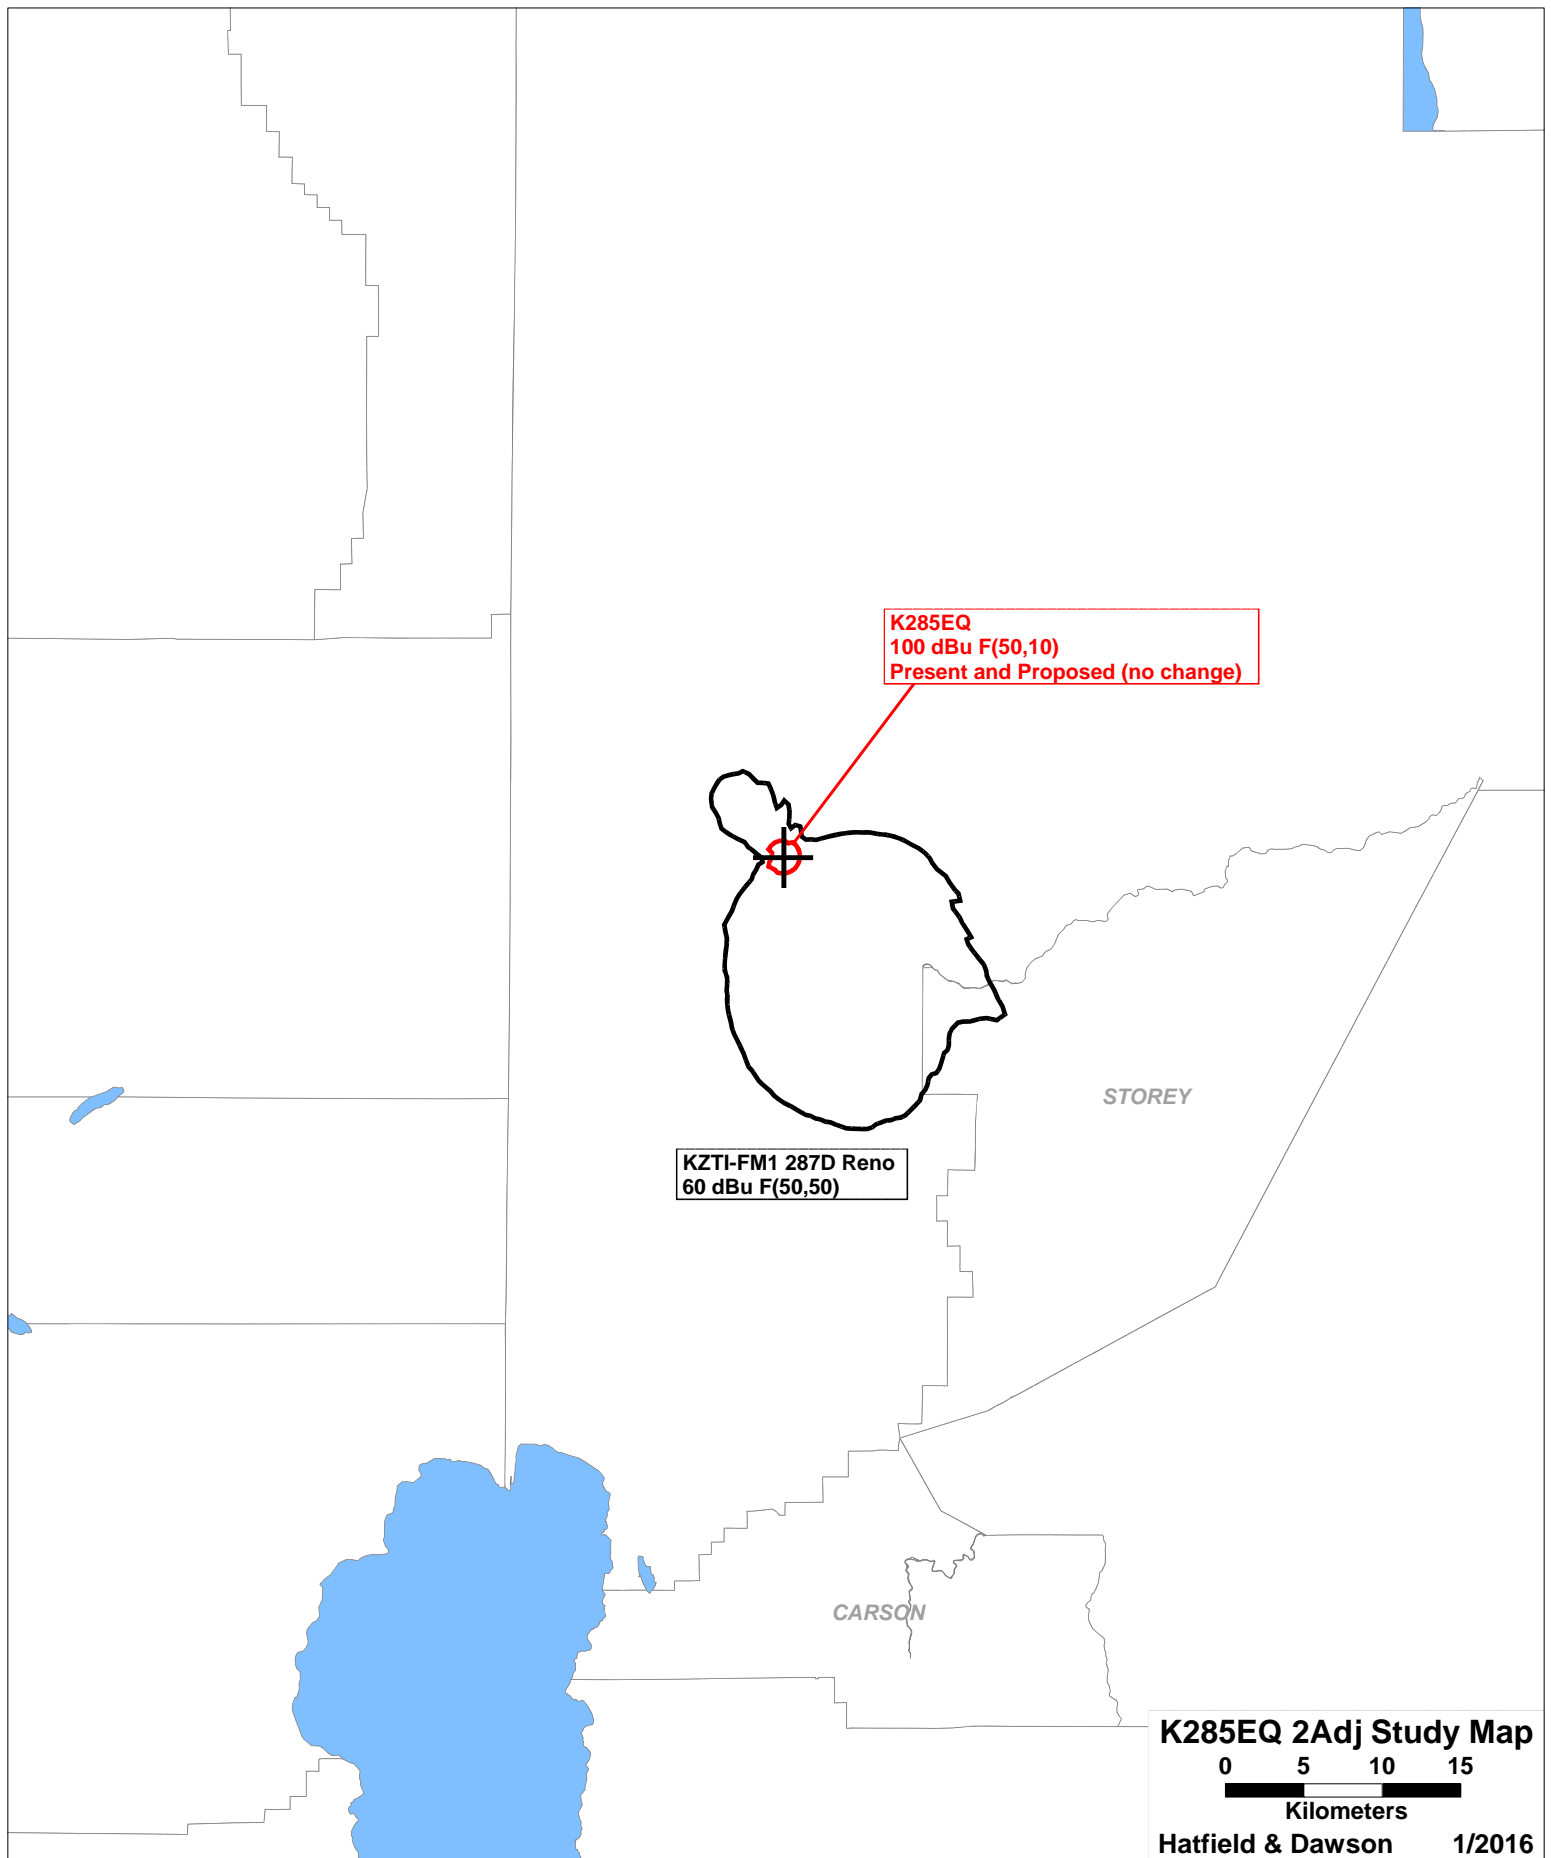 K285EQ
100 dBu F(50,10)
Present and Proposed (no change)
STOREY
KZTI-FM1 287D Reno
60 dBu F(50,50)
CARSON
K285EQ 2Adj Study Map
0 5 10 15
Kilometers
Hatfield & Dawson 1/2016